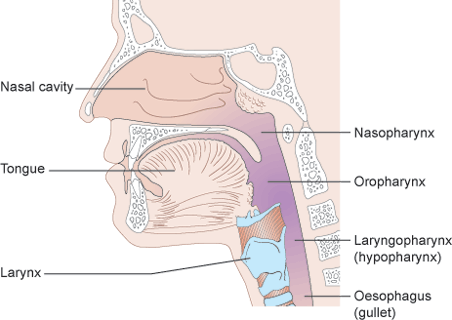 Nasal cavity
Nasopharynx
Tongue
Oropharynx
Laryngopharynx
(hypopharynx)
Larynx
Oesophagus
(gullet)